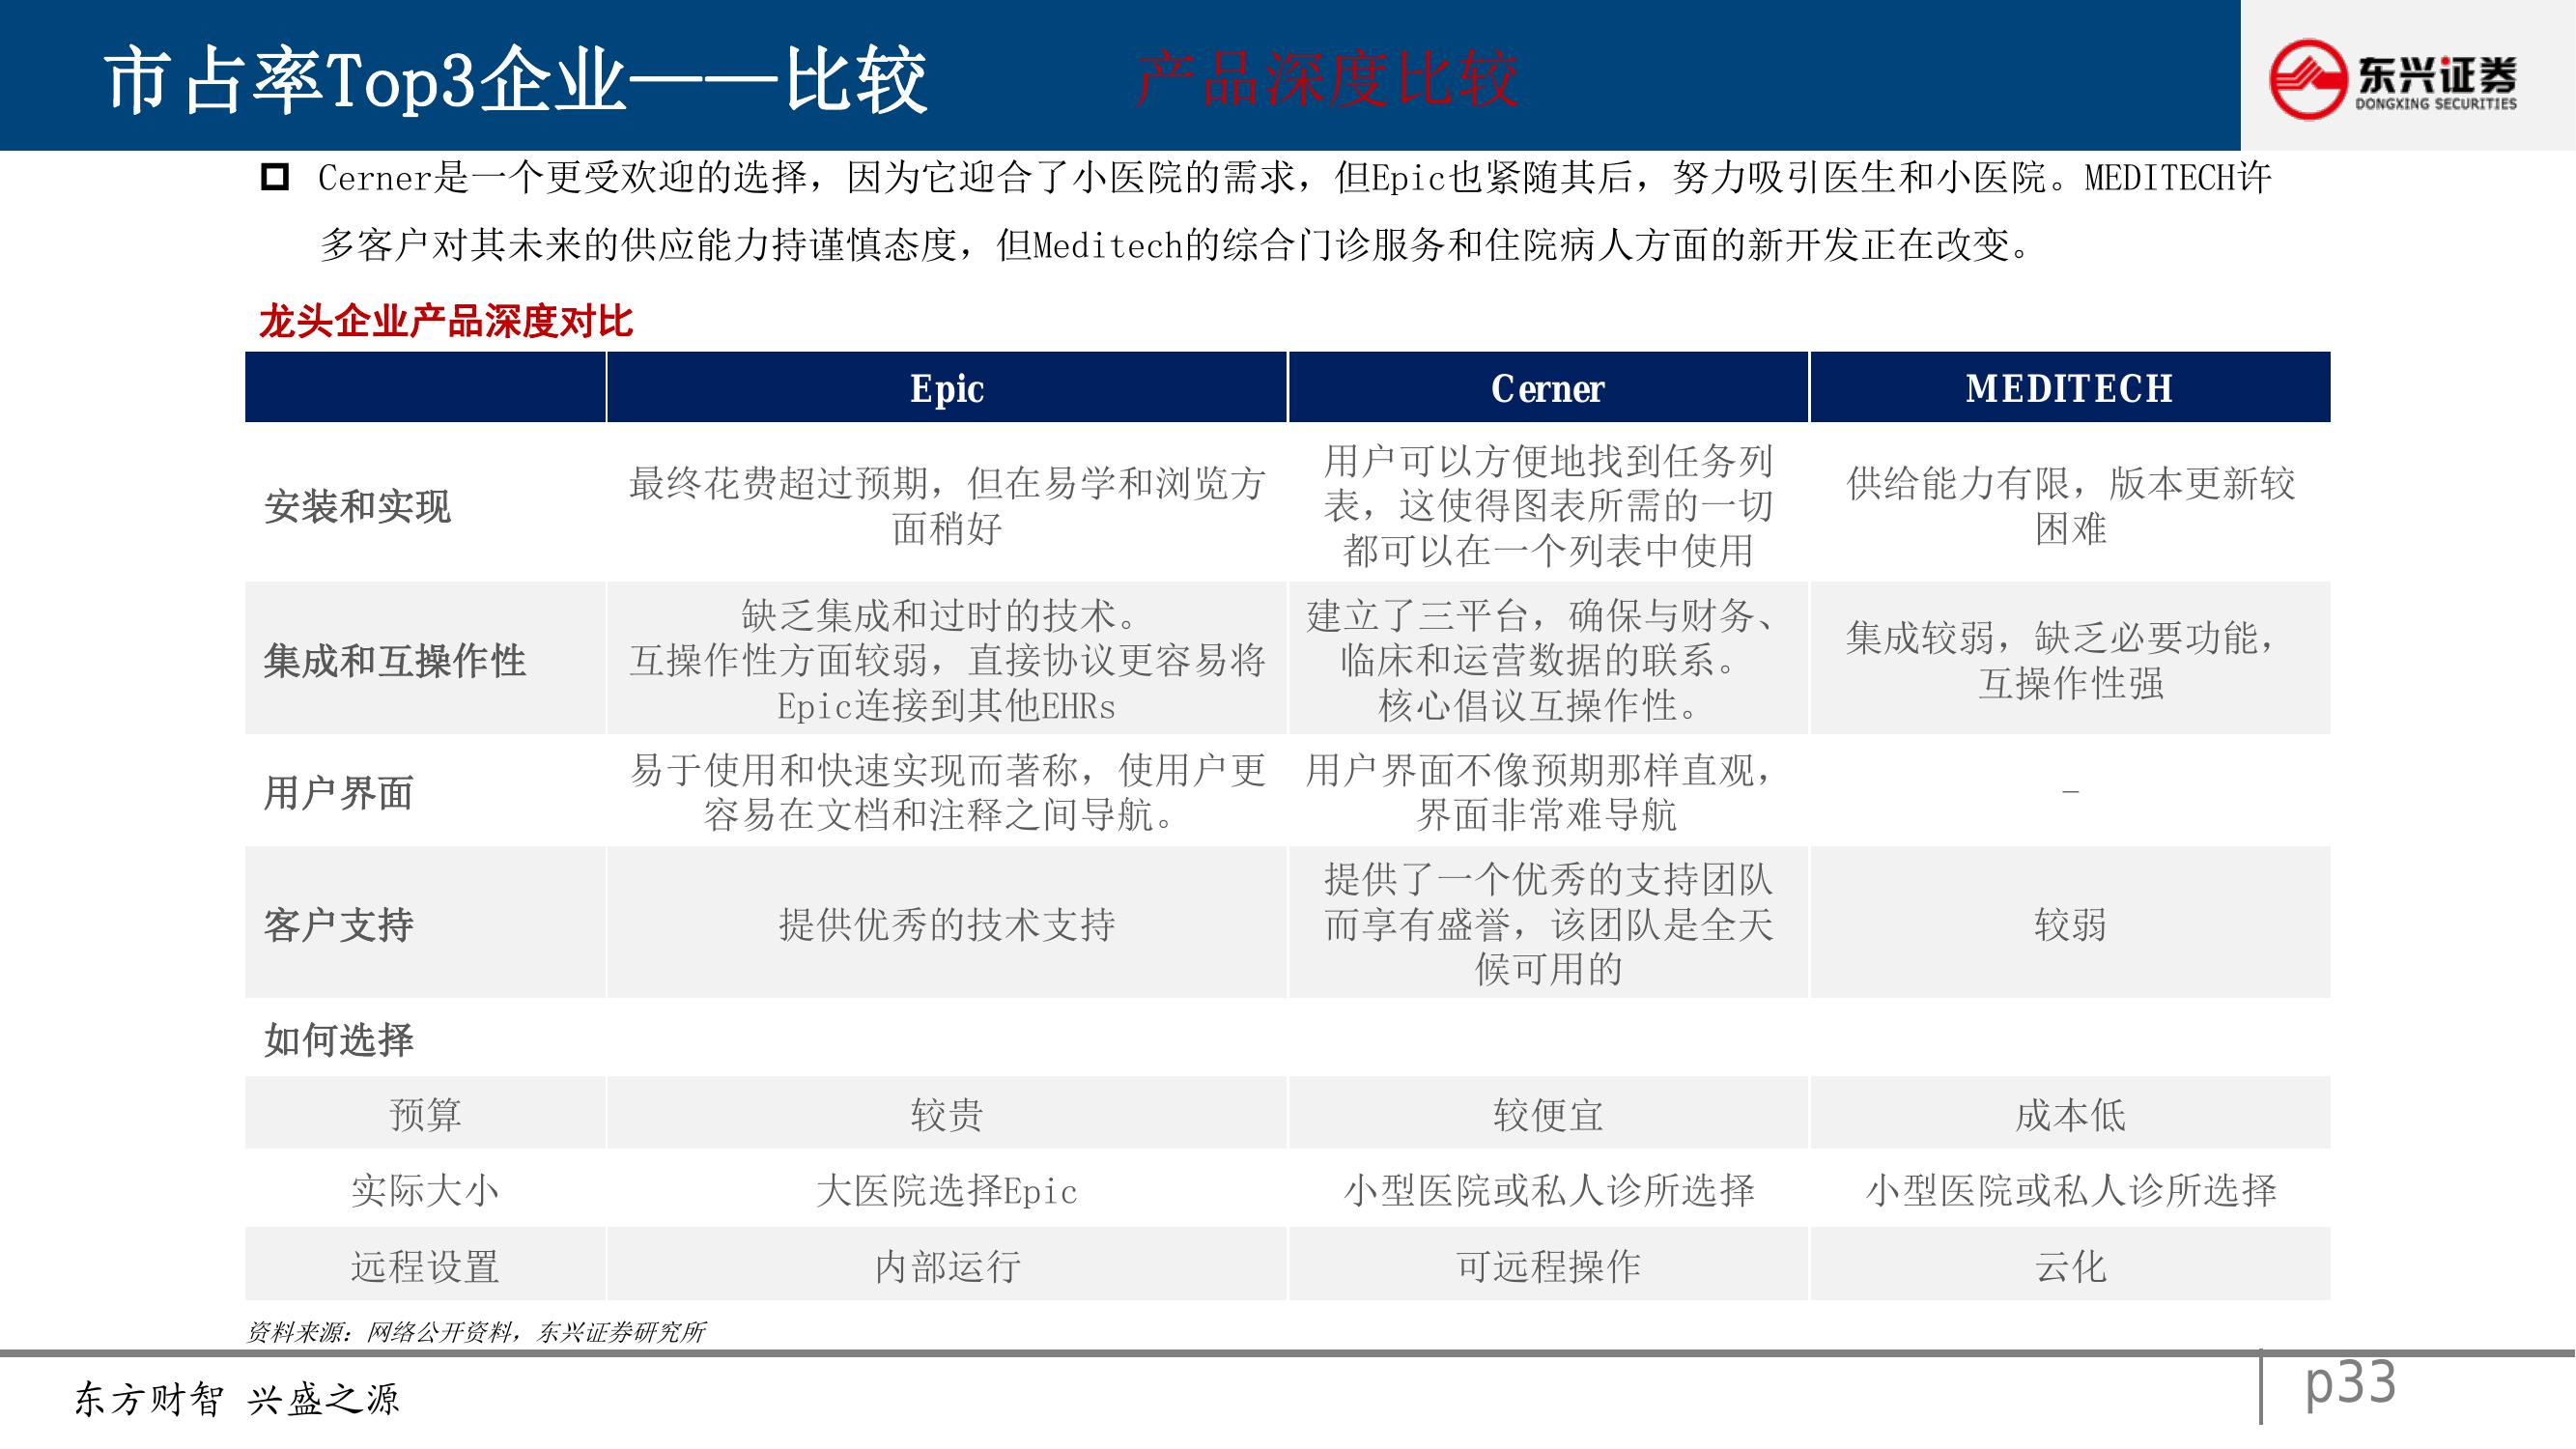 市占率Top3企业——比较
产品深度比较
东兴证券
DONGXING SECURITIES
Cerner是一个更受欢迎的选择，因为它迎合了小医院的需求，但Epic也紧随其后，努力吸引医生和小医院。MEDITECH许
多客户对其未来的供应能力持谨慎态度，但Meditech的综合门诊服务和住院病人方面的新开发正在改变。
龙头企业产品深度对比
Epic
Cerner
MEDITECH
安装和实现
最终花费超过预期，但在易学和浏览方
面稍好
用户可以方便地找到任务列
表，这使得图表所需的一切
都可以在一个列表中使用
供给能力有限，版本更新较
困难
集成和互操作性
缺乏集成和过时的技术。
互操作性方面较弱，直接协议更容易将
Epic连接到其他EHRs
建立了三平台，确保与财务、
临床和运营数据的联系。
核心倡议互操作性。
集成较弱，缺乏必要功能，
互操作性强
用户界面
易于使用和快速实现而著称，使用户更
容易在文档和注释之间导航。
用户界面不像预期那样直观，
界面非常难导航
–
客户支持
提供优秀的技术支持
提供了一个优秀的支持团队
而享有盛誉，该团队是全天
候可用的
较弱
如何选择
预算
较贵
较便宜
成本低
实际大小
大医院选择Epic
小型医院或私人诊所选择
小型医院或私人诊所选择
远程设置
内部运行
可远程操作
云化
资料来源：网络公开资料，东兴证券研究所
东方财智 兴盛之源
p33